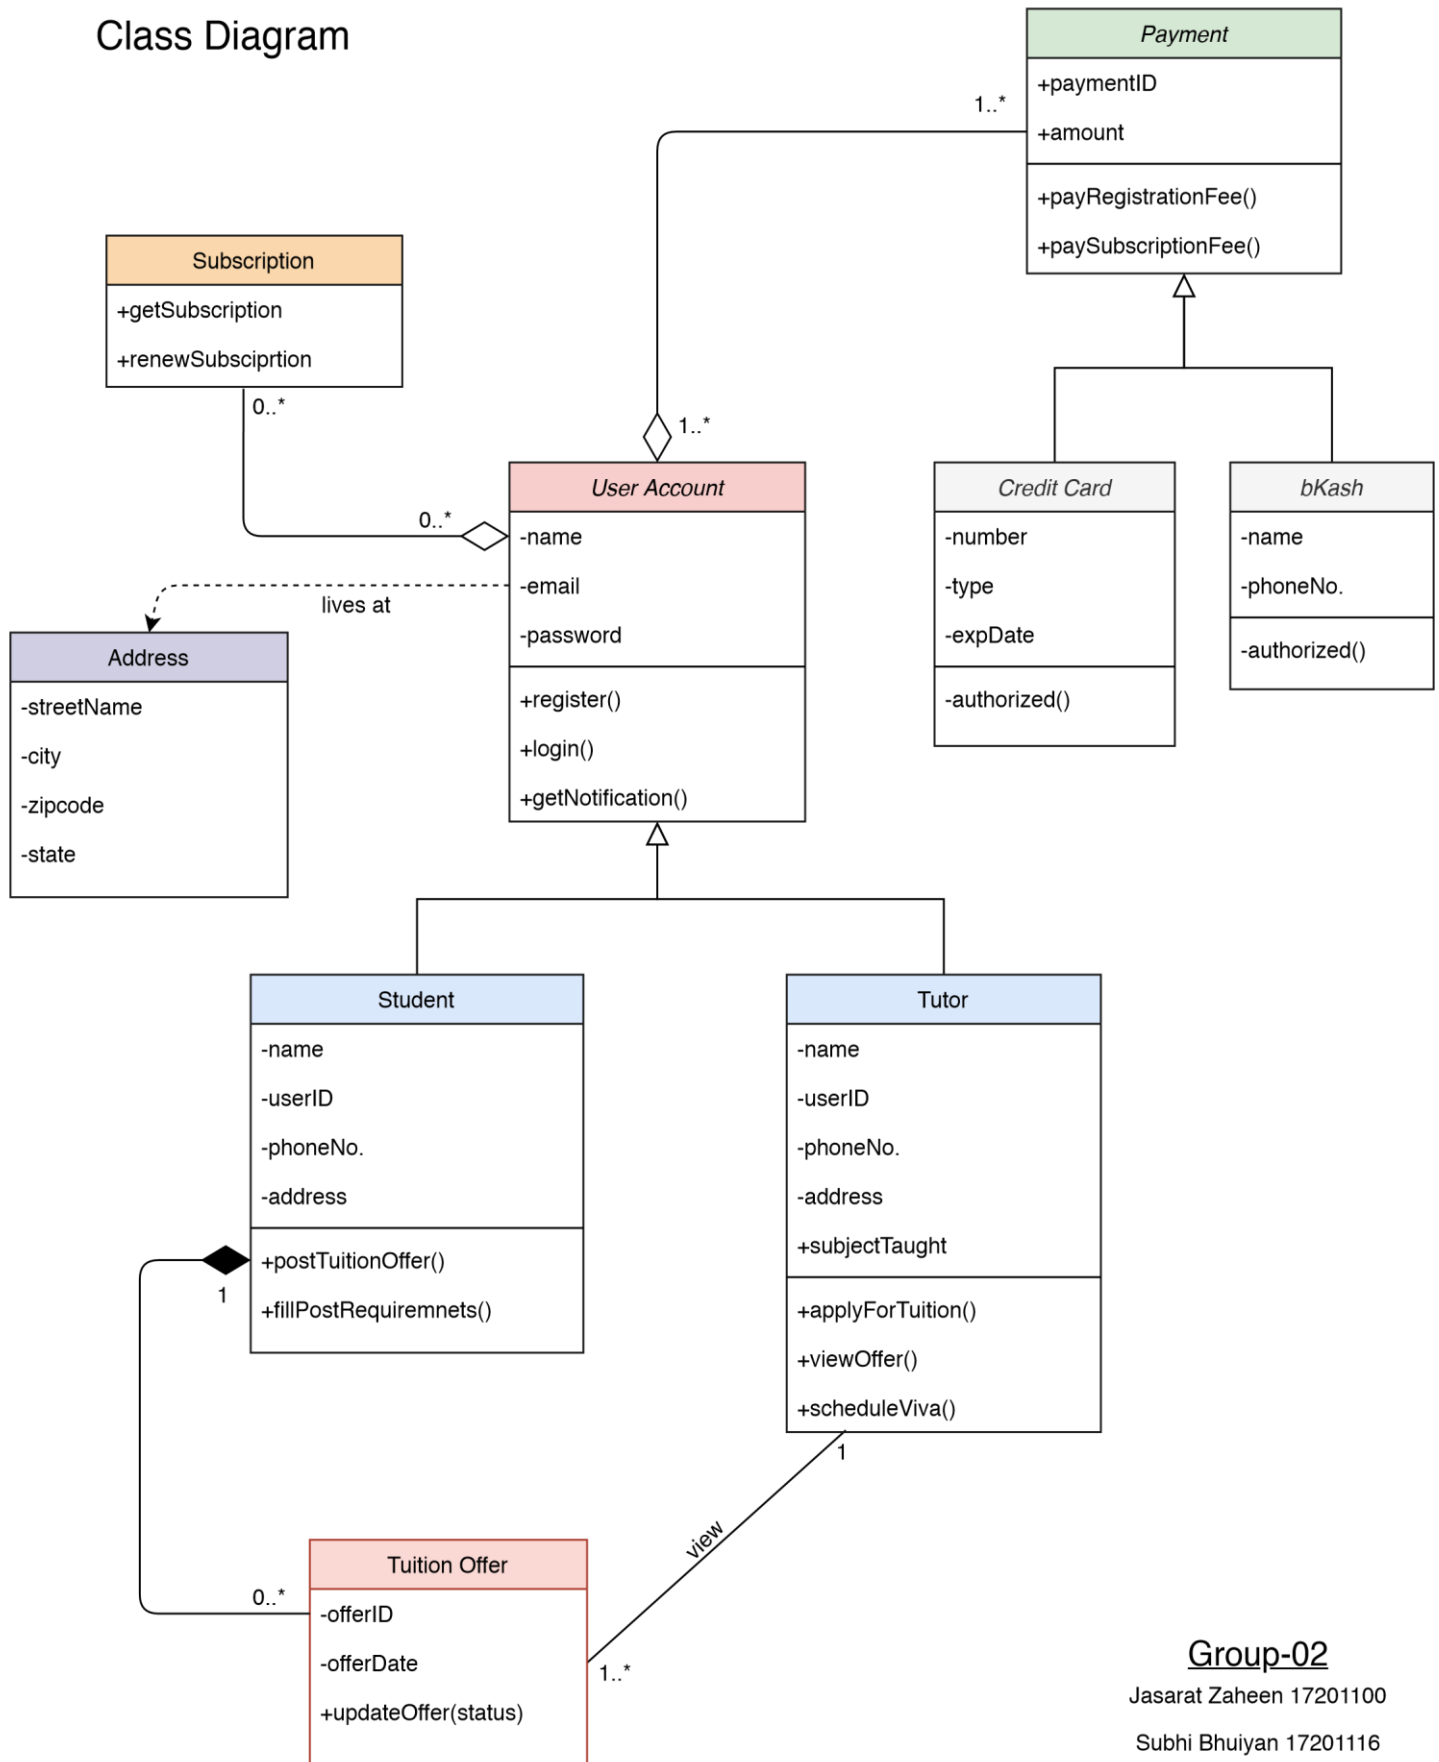 Class Diagram
Payment
+paymentID
+amount
+payRegistrationFee()
+paySubscriptionFee()
1..*
Subscription
+getSubscription
+renewSubsciprtion
0..*
0..*
1..*
User Account
-name
-email
-password
+register()
+login()
+getNotification()
Credit Card
-number
-type
-expDate
-authorized()
bKash
-name
-phoneNo.
-authorized()
lives at
Address
-streetName
-city
-zipcode
-state
Student
-name
-userID
-phoneNo.
-address
+postTuitionOffer()
+fillPostRequiremnets()
1
Tutor
-name
-userID
-phoneNo.
-address
+subjectTaught
+applyForTuition()
+viewOffer()
+scheduleViva()
1
view
Tuition Offer
-offerID
-offerDate
+updateOffer(status)
0..*
1..*
Group-02
Jasarat Zaheen 17201100
Subhi Bhuiyan 17201116